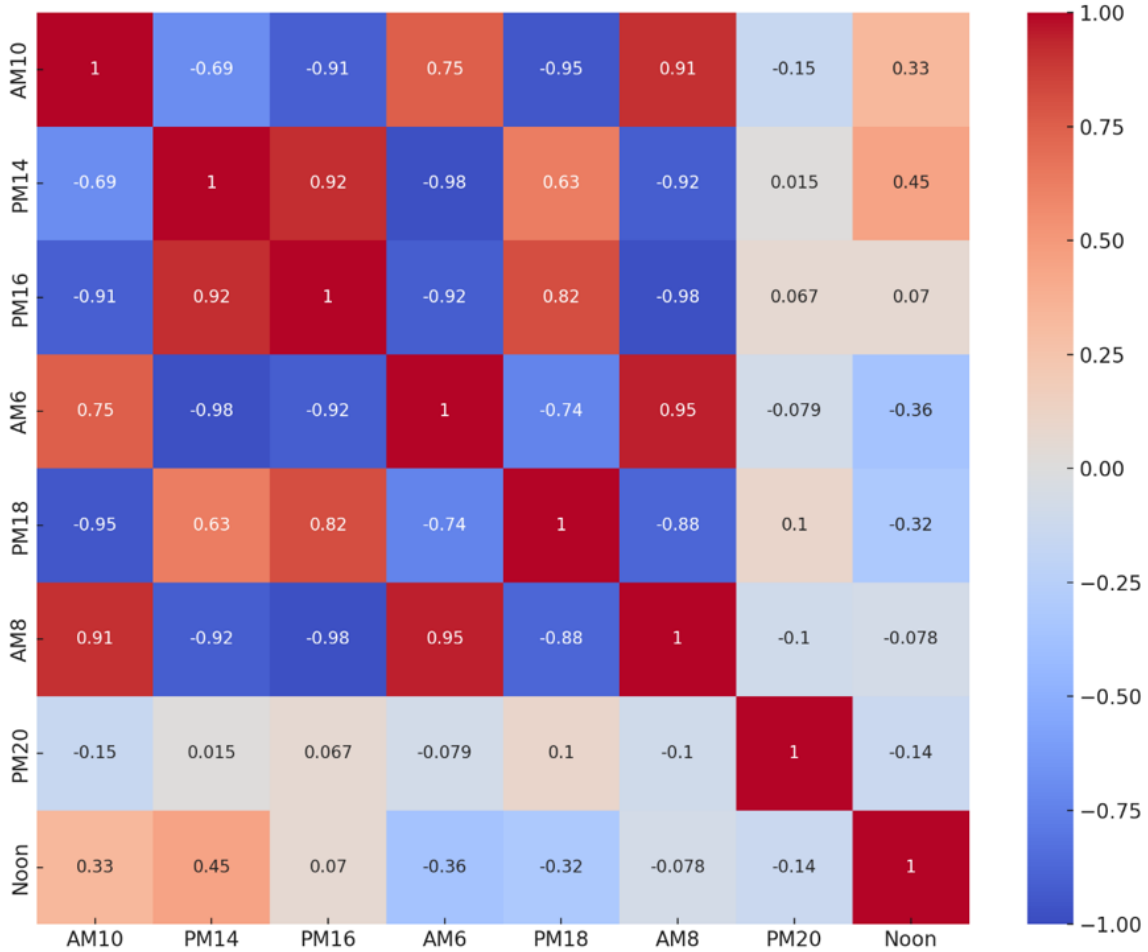 AM10 1 -0.69 -0.91 0.75 -0.95 0.91 -0.15 0.33
PM14 -0.69 1 0.92 -0.98 0.63 -0.92 0.015 0.45
PM16 -0.91 0.92 1 -0.92 0.82 -0.98 0.067 0.07
AM6 0.75 -0.98 -0.92 1 -0.74 0.95 -0.079 -0.36
PM18 -0.95 0.63 0.82 -0.74 1 -0.88 0.1 -0.32
AM8 0.91 -0.92 -0.98 0.95 -0.88 1 -0.1 -0.078
PM20 -0.15 0.015 0.067 -0.079 0.1 -0.1 1 -0.14
Noon 0.33 0.45 0.07 -0.36 -0.32 -0.078 -0.14 1
AM10 PM14 PM16 AM6 PM18 AM8 PM20 Noon
1.00
0.75
0.50
0.25
0.00
−0.25
−0.50
−0.75
−1.00